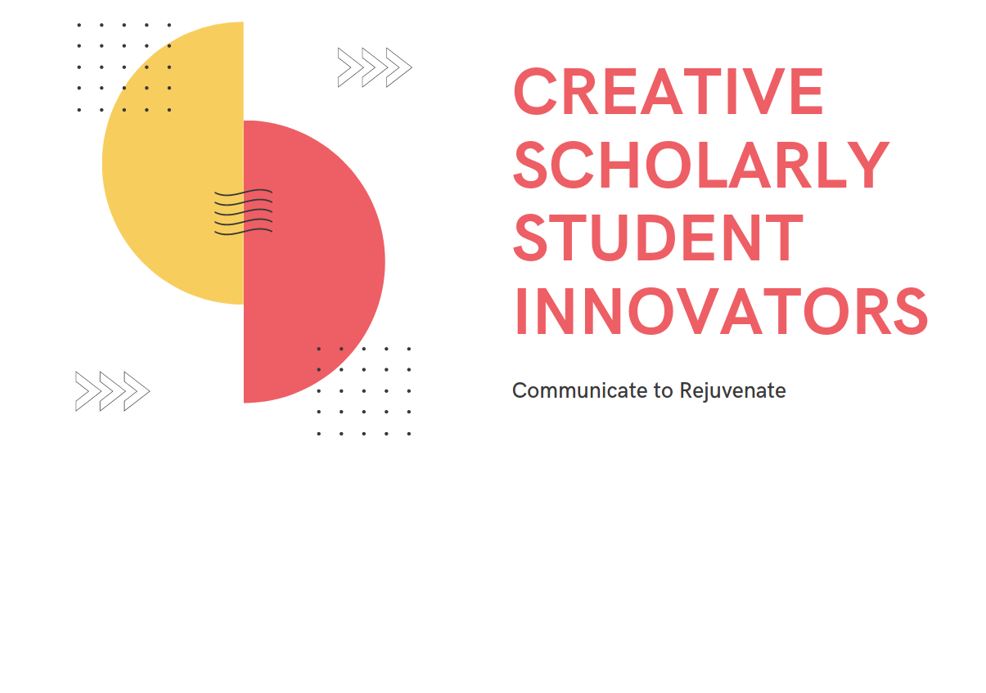 CREATIVE
SCHOLARLY
STUDENT
INNOVATORS
Communicate to Rejuvenate